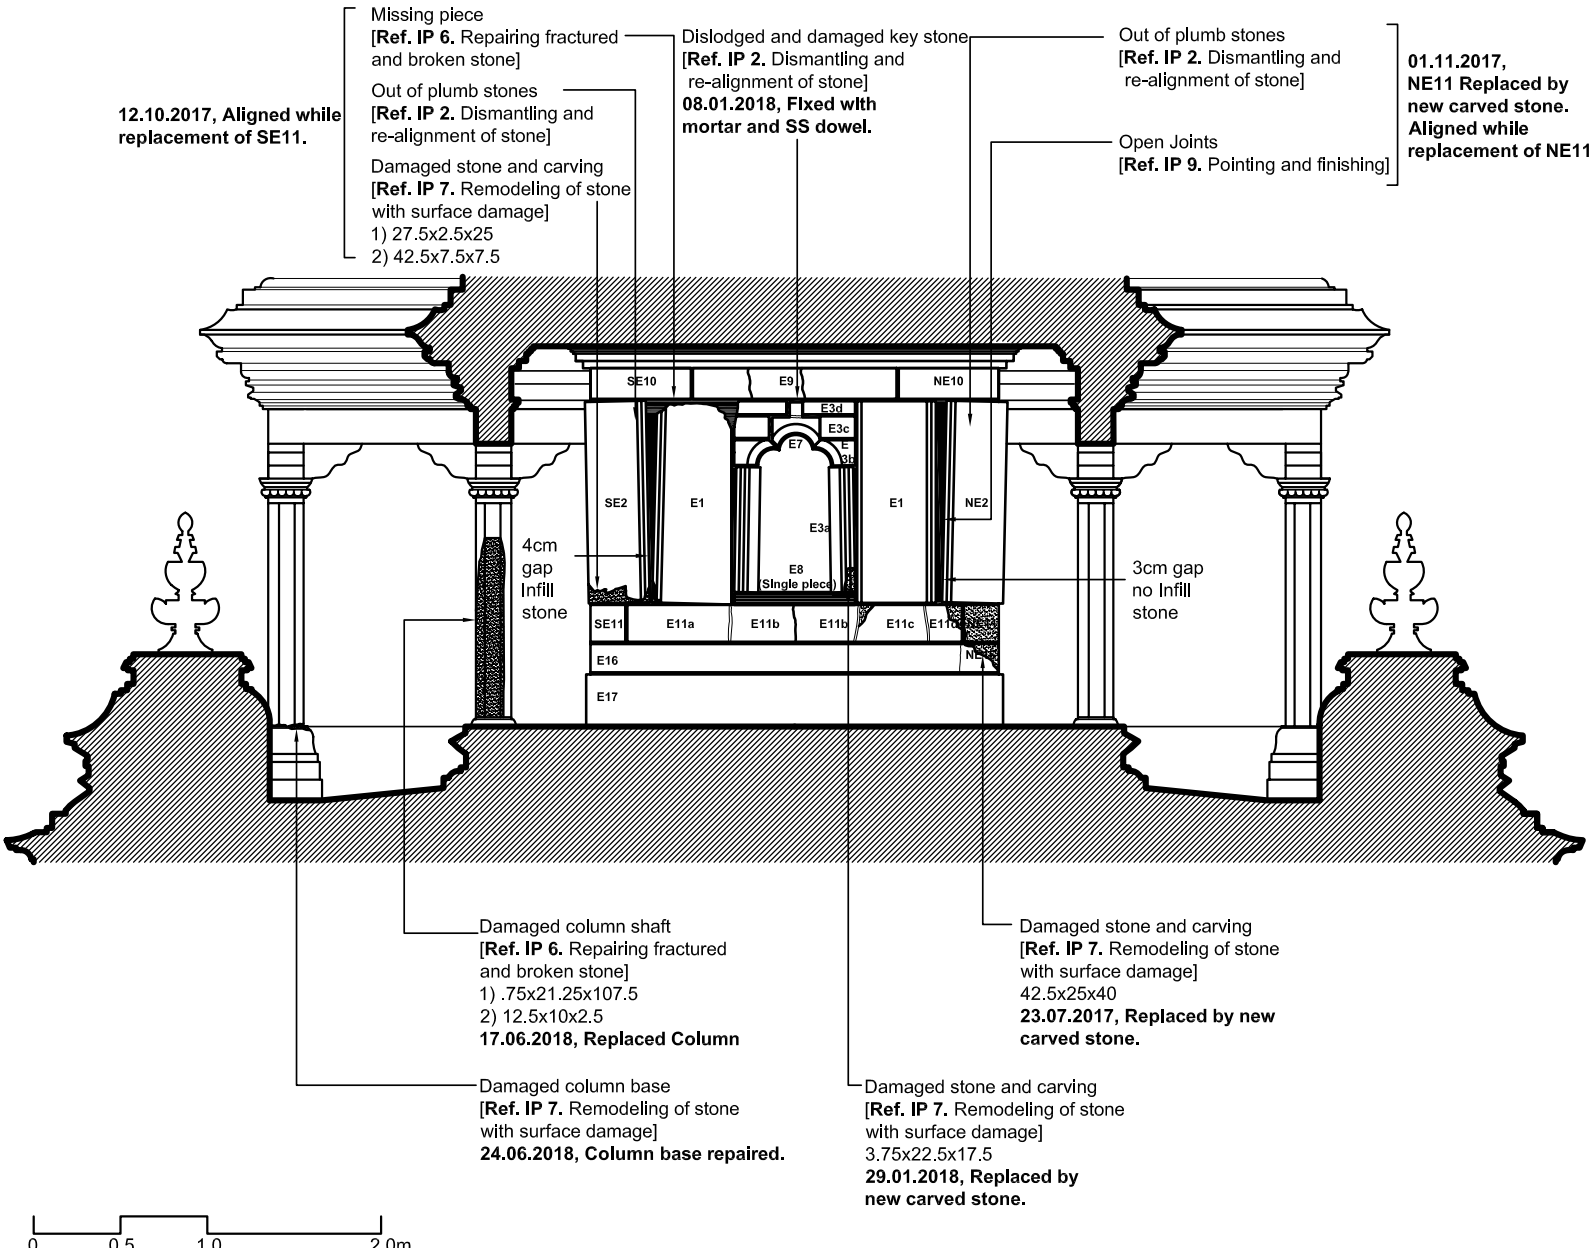 Missing piece
[Ref. IP 6. Repairing fractured
and broken stone]
Out of plumb stones
[Ref. IP 2. Dismantling and
re-alignment of stone]
Damaged stone and carving
[Ref. IP 7. Remodeling of stone
with surface damage]
1) 27.5x2.5x25
2) 42.5x7.5x7.5
12.10.2017, Aligned while
replacement of SE11.
Dislodged and damaged key stone
[Ref. IP 2. Dismantling and
re-alignment of stone]
08.01.2018, Fixed with
mortar and SS dowel.
Out of plumb stones
[Ref. IP 2. Dismantling and
re-alignment of stone]
Open Joints
[Ref. IP 9. Pointing and finishing]
01.11.2017,
NE11 Replaced by
new carved stone.
Aligned while
replacement of NE11
SE10
E9
NE10
E3d
E3c
E7
E
3b
SE2
E1
E3a
E1
NE2
4cm
gap
Infill
stone
E8
(Single piece)
3cm gap
no Infill
stone
SE11
E11a
E11b
E11b
E11c
E11d
NE11
E16
E17
Damaged column shaft
[Ref. IP 6. Repairing fractured
and broken stone]
1) .75x21.25x107.5
2) 12.5x10x2.5
17.06.2018, Replaced Column
Damaged column base
[Ref. IP 7. Remodeling of stone
with surface damage]
24.06.2018, Column base repaired.
Damaged stone and carving
[Ref. IP 7. Remodeling of stone
with surface damage]
42.5x25x40
23.07.2017, Replaced by new
carved stone.
Damaged stone and carving
[Ref. IP 7. Remodeling of stone
with surface damage]
3.75x22.5x17.5
29.01.2018, Replaced by
new carved stone.
0 0.5 1.0 2.0m